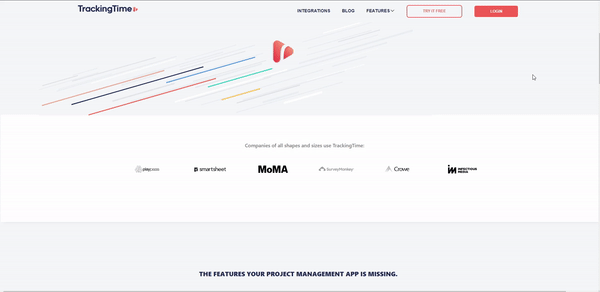 TrackingTime
INTEGRATIONS BLOG FEATURES TRY IT FREE LOGIN
Companies of all shapes and sizes use TrackingTime
smartsheet MoMA SurveyMonkey Crowe INFECTIOUS MEDIA
THE FEATURES YOUR PROJECT MANAGEMENT APP IS MISSING.